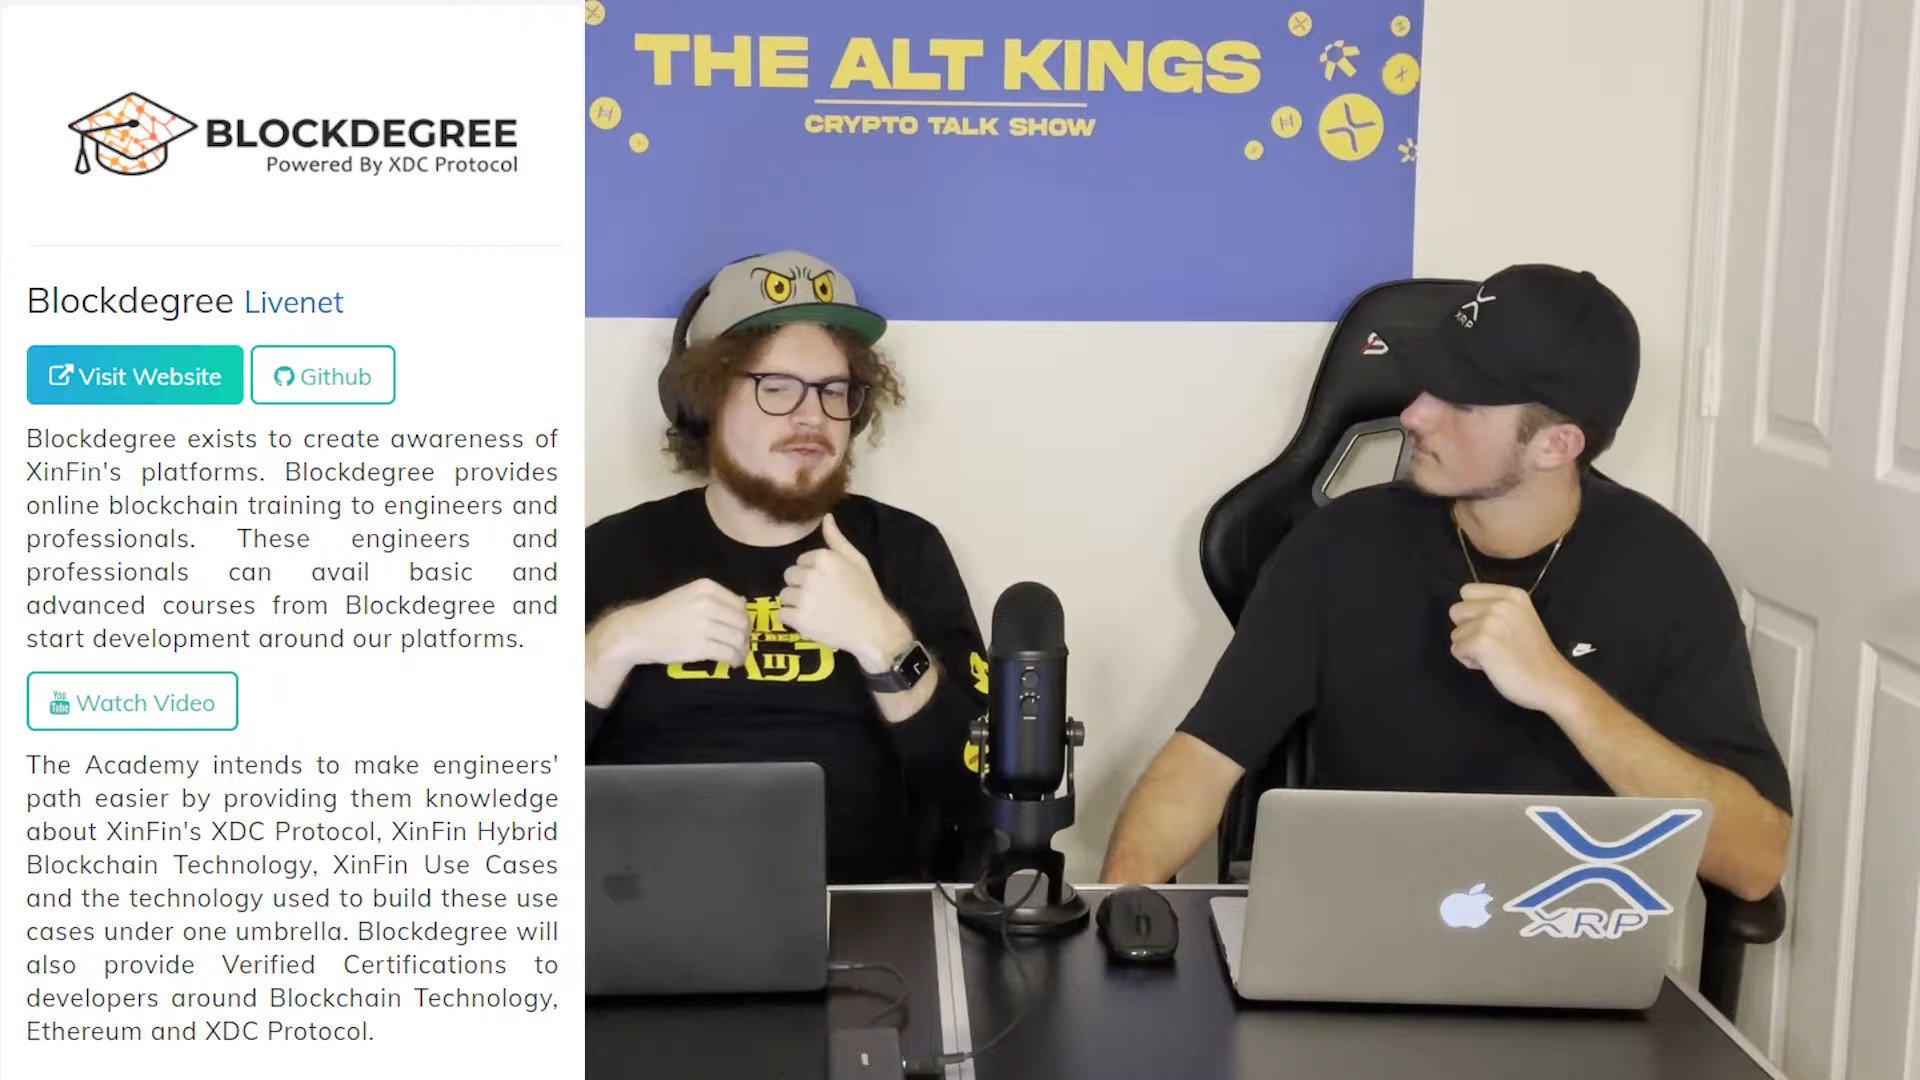 BLOCKDEGREE
Powered By XDC Protocol
Blockdegree Livenet
Visit Website
Github
Blockdegree exists to create awareness of
XinFin's platforms. Blockdegree provides
online blockchain training to engineers and
professionals. These engineers and
professionals can avail basic and
advanced courses from Blockdegree and
start development around our platforms.
You
Tube
Watch Video
The Academy intends to make engineers'
path easier by providing them knowledge
about XinFin's XDC Protocol, XinFin Hybrid
Blockchain Technology, XinFin Use Cases
and the technology used to build these use
cases under one umbrella. Blockdegree will
also provide Verified Certifications to
developers around Blockchain Technology,
Ethereum and XDC Protocol.
THE ALT KINGS
CRYPTO TALK SHOW
XRP
XRP